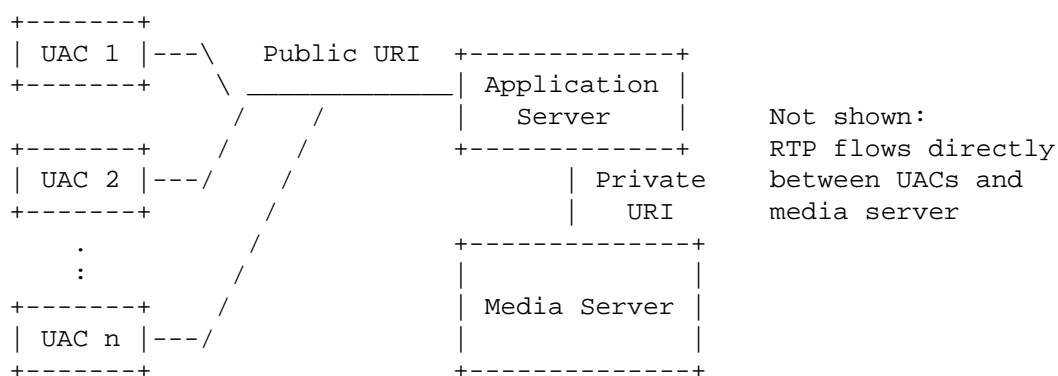 +-------+
| UAC 1 |---\   Public URI  +-------------+
+-------+    \ _____________| Application |
              /    /        |   Server    |    Not shown:
+-------+    /    /         +-------------+    RTP flows directly
| UAC 2 |---/    /                 | Private   between UACs and
+-------+       /                  |   URI     media server
    .          /            +--------------+
    :         /             |              |
+-------+    /              | Media Server |
| UAC n |---/               |              |
+-------+                   +--------------+